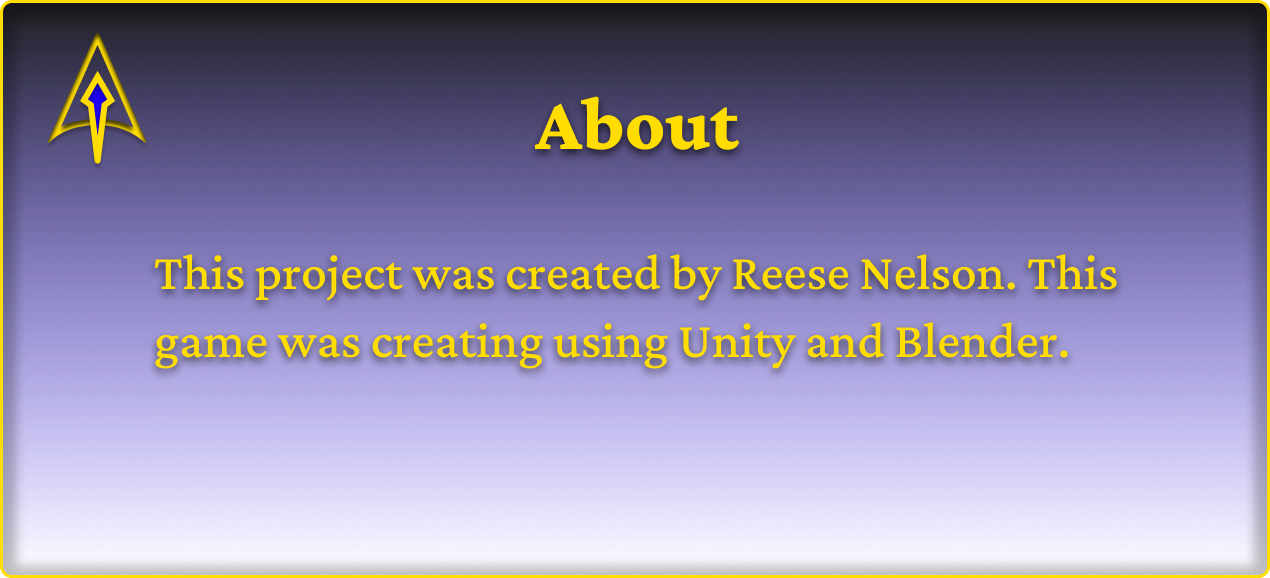 About
This project was created by Reese Nelson. This
game was creating using Unity and Blender.